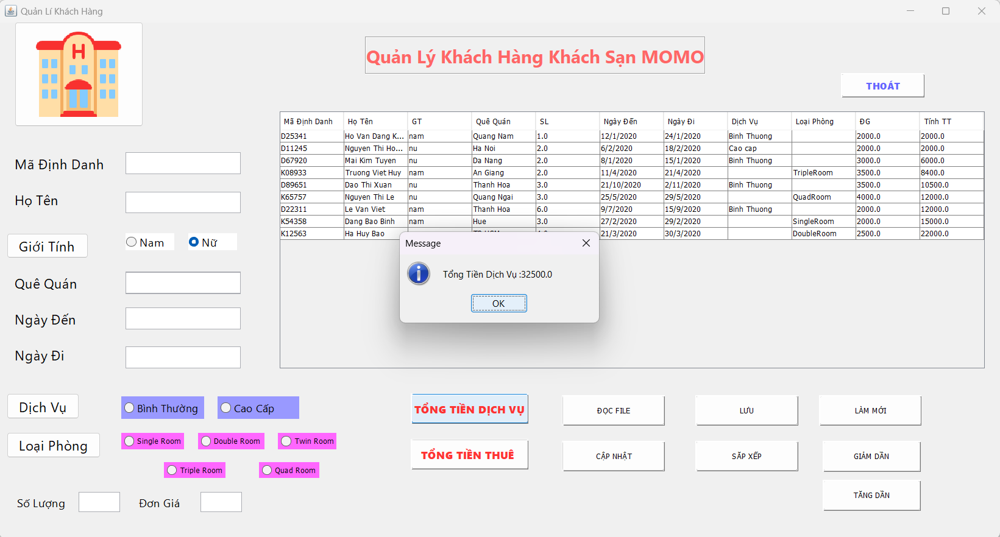 Quản Lí Khách Hàng
H
Quản Lý Khách Hàng Khách Sạn MOMO
THOÁT
Mã Định Danh Họ Tên GT Quê Quán SL Ngày Đến Ngày Đi Dịch Vụ Loại Phòng ĐG Tính TT
D25341 Ho Van Dang K... nam Quang Nam 1.0 12/1/2020 24/1/2020 Binh Thuong 2000.0 2000.0
D11245 Nguyen Thi Ho... nu Ha Noi 2.0 6/2/2020 18/2/2020 Cao cap 2000.0 2000.0
D67920 Mai Kim Tuyen nu Da Nang 2.0 8/1/2020 15/1/2020 Binh Thuong 3000.0 6000.0
K08933 Truong Viet Huy nam An Giang 2.0 11/4/2020 21/4/2020 TripleRoom 3500.0 8400.0
D89651 Dao Thi Xuan nu Thanh Hoa 3.0 21/10/2020 2/11/2020 Binh Thuong 3500.0 10500.0
K65757 Nguyen Thi Le nu Quang Ngai 3.0 25/5/2020 29/5/2020 QuadRoom 4000.0 12000.0
D22311 Le Van Viet nam Thanh Hoa 6.0 9/7/2020 15/9/2020 Binh Thuong 2000.0 12000.0
K54358 Dang Bao Binh nam Hue 3.0 27/2/2020 29/2/2020 SingleRoom 2000.0 15000.0
K12563 Ha Huy Bao 21/3/2020 30/3/2020 DoubleRoom 2500.0 22000.0
Message
Tổng Tiền Dịch Vụ :32500.0
OK
Mã Định Danh
Họ Tên
Giới Tính Nam Nữ
Quê Quán
Ngày Đến
Ngày Đi
Dịch Vụ Bình Thường Cao Cấp
Loại Phòng Single Room Double Room Twin Room
Triple Room Quad Room
Số Lượng Đơn Giá
TỔNG TIỀN DỊCH VỤ ĐỌC FILE LƯU LÀM MỚI
TỔNG TIỀN THUÊ CẬP NHẬT SẮP XẾP GIẢM DẦN
TĂNG DẦN